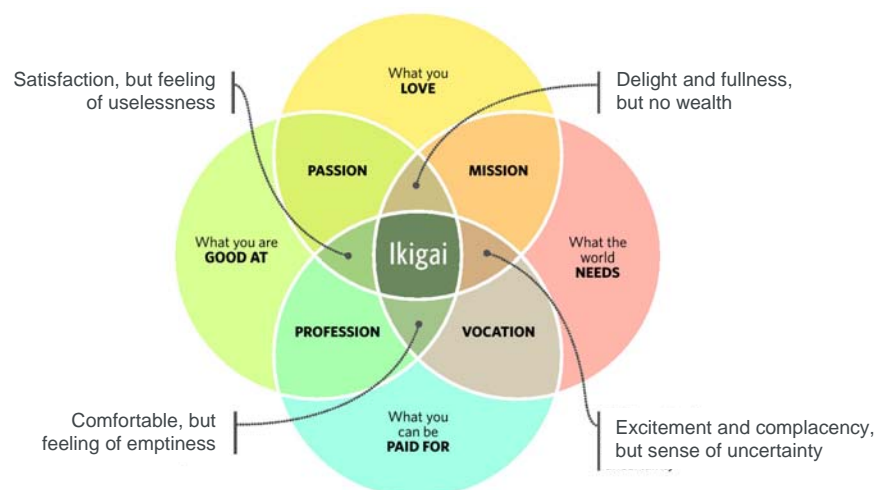 What you
LOVE
Satisfaction, but feeling
of uselessness
Delight and fullness,
but no wealth
PASSION
MISSION
What you are
GOOD AT
Ikigai
What the
world
NEEDS
PROFESSION
VOCATION
Comfortable, but
feeling of emptiness
What you
can be
PAID FOR
Excitement and complacency,
but sense of uncertainty